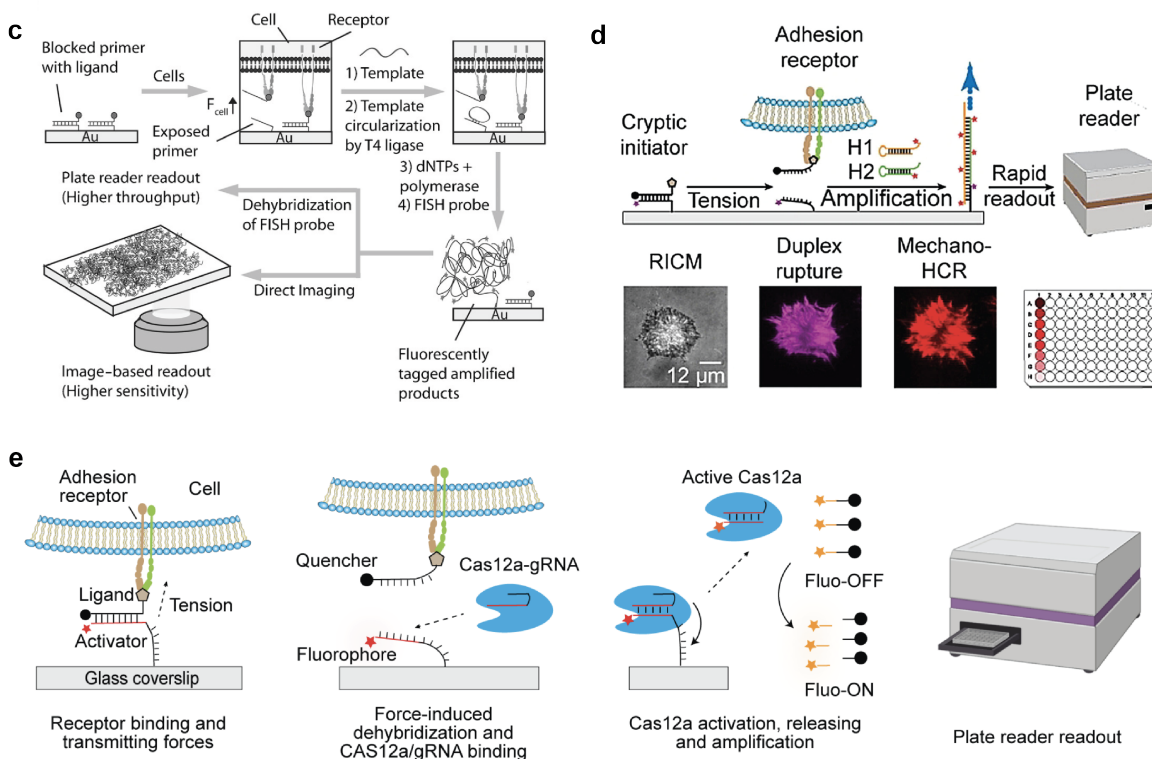 c
Blocked primer
with ligand
Cells
Cell
Receptor
F cell
Exposed
primer
Au
Au
1) Template
2) Template
circularization
by T4 ligase
Au
3) dNTPs +
polymerase
4) FISH probe
Plate reader readout
(Higher throughput)
Dehybridization
of FISH probe
Direct Imaging
Au
Image-based readout
(Higher sensitivity)
Fluorescently
tagged amplified
products
d
Adhesion
receptor
Cryptic
initiator
H1
H2
Tension
Amplification
Rapid
readout
Plate
reader
RICM
Duplex
rupture
Mechano-
HCR
12 μm
A
B
C
D
E
F
G
H
e
Adhesion
receptor
Cell
Ligand
Tension
Activator
Glass coverslip
Receptor binding and
transmitting forces
Quencher
Cas12a-gRNA
Fluorophore
Force-induced
dehybridization and
CAS12a/gRNA binding
Active Cas12a
Fluo-OFF
Fluo-ON
Cas12a activation, releasing
and amplification
Plate reader readout